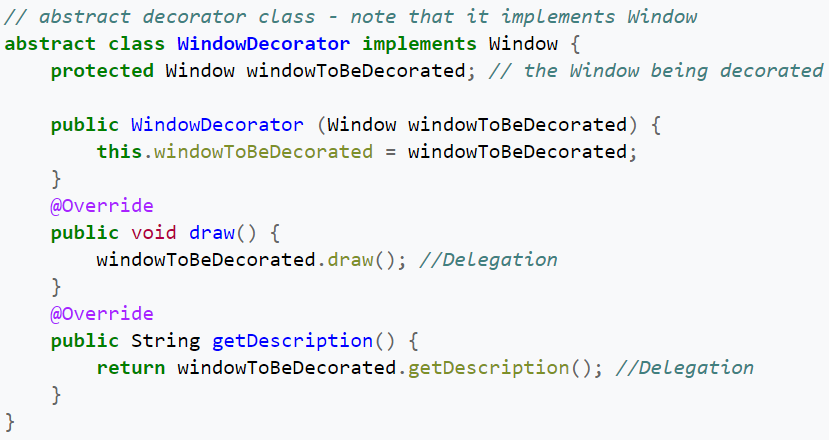 // abstract decorator class - note that it implements Window
abstract class WindowDecorator implements Window {
    protected Window windowToBeDecorated; // the Window being decorated

    public WindowDecorator (Window windowToBeDecorated) {
        this.windowToBeDecorated = windowToBeDecorated;
    }
    @Override
    public void draw() {
        windowToBeDecorated.draw(); //Delegation
    }
    @Override
    public String getDescription() {
        return windowToBeDecorated.getDescription(); //Delegation
    }
}